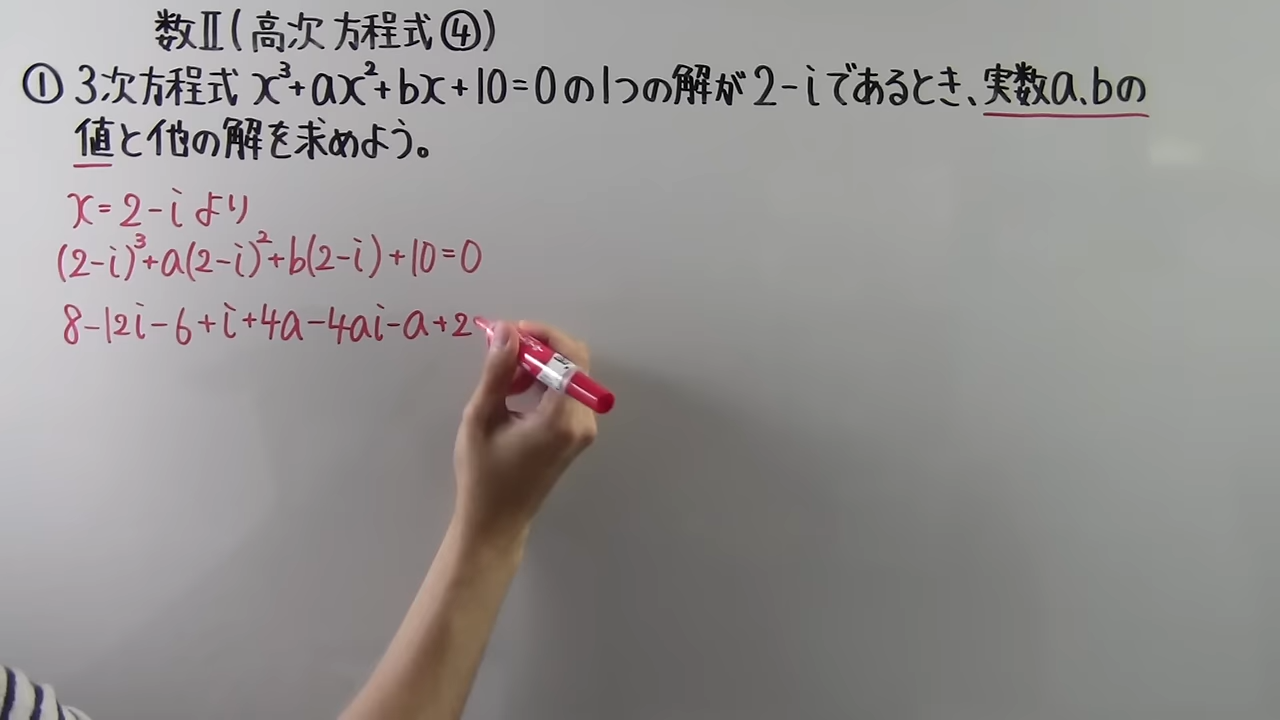 数Ⅱ(高次方程式④)
① 3次方程式 x³+ax²+bx+10=0の1つの解が2-iであるとき、実数a、bの
値と他の解を求めよう。
x=2-iより
(2-i)³+a(2-i)²+b(2-i)+10=0
8-12i-6+i+4a-4ai-a+2